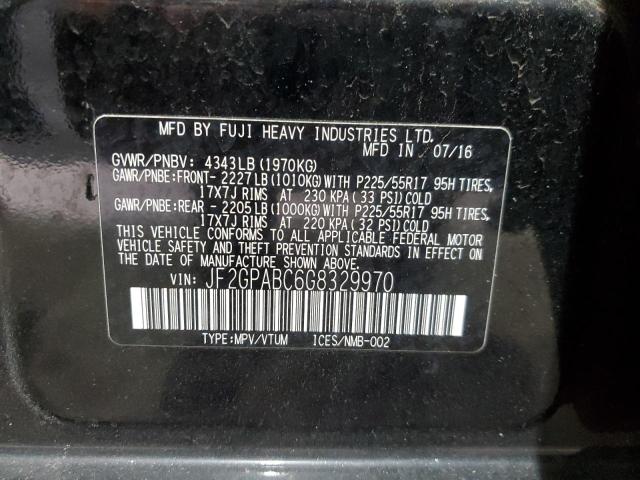 MFD BY FUJI HEAVY INDUSTRIES LTD.
MFD IN 07/16
GVWR/PNBV: 4343LB(1970KG)
GAWR/PNBE:FRONT- 2227LB(1010KG)WITH P225/55R17 95H TIRES,
17X7J RIMS AT 230 KPA(33 PSI)COLD
GAWR/PNBE:REAR - 2205LB(1000KG)WITH P225/55R17 95H TIRES,
17X7J RIMS AT 220 KPA(32 PSI)COLD
THIS VEHICLE CONFORMS TO ALL APPLICABLE FEDERAL MOTOR
VEHICLE SAFETY AND THEFT PREVENTION STANDARDS IN EFFECT
ON THE DATE OF MANUFACTURE SHOWN ABOVE.
VIN: JF2GPABC6G8329970
TYPE:MPV/VTUM ICES/NMB-002